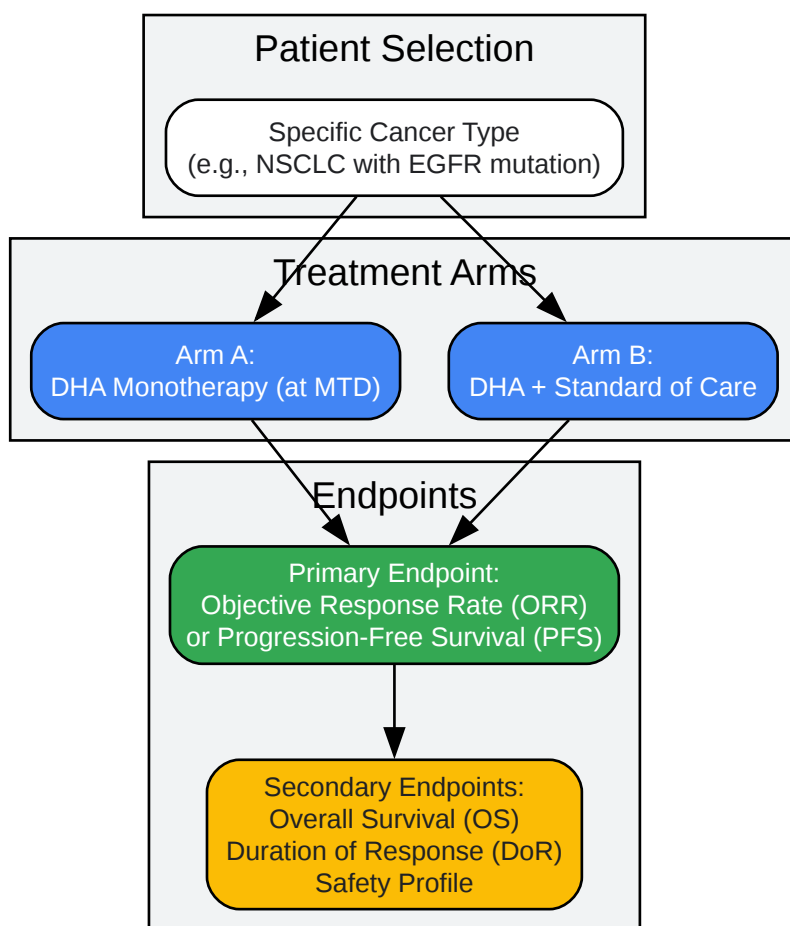 Patient Selection
Specific Cancer Type
(e.g., NSCLC with EGFR mutation)
Treatment Arms
Arm A:
DHA Monotherapy (at MTD)
Arm B:
DHA + Standard of Care
Endpoints
Primary Endpoint:
Objective Response Rate (ORR)
or Progression-Free Survival (PFS)
Secondary Endpoints:
Overall Survival (OS)
Duration of Response (DoR)
Safety Profile